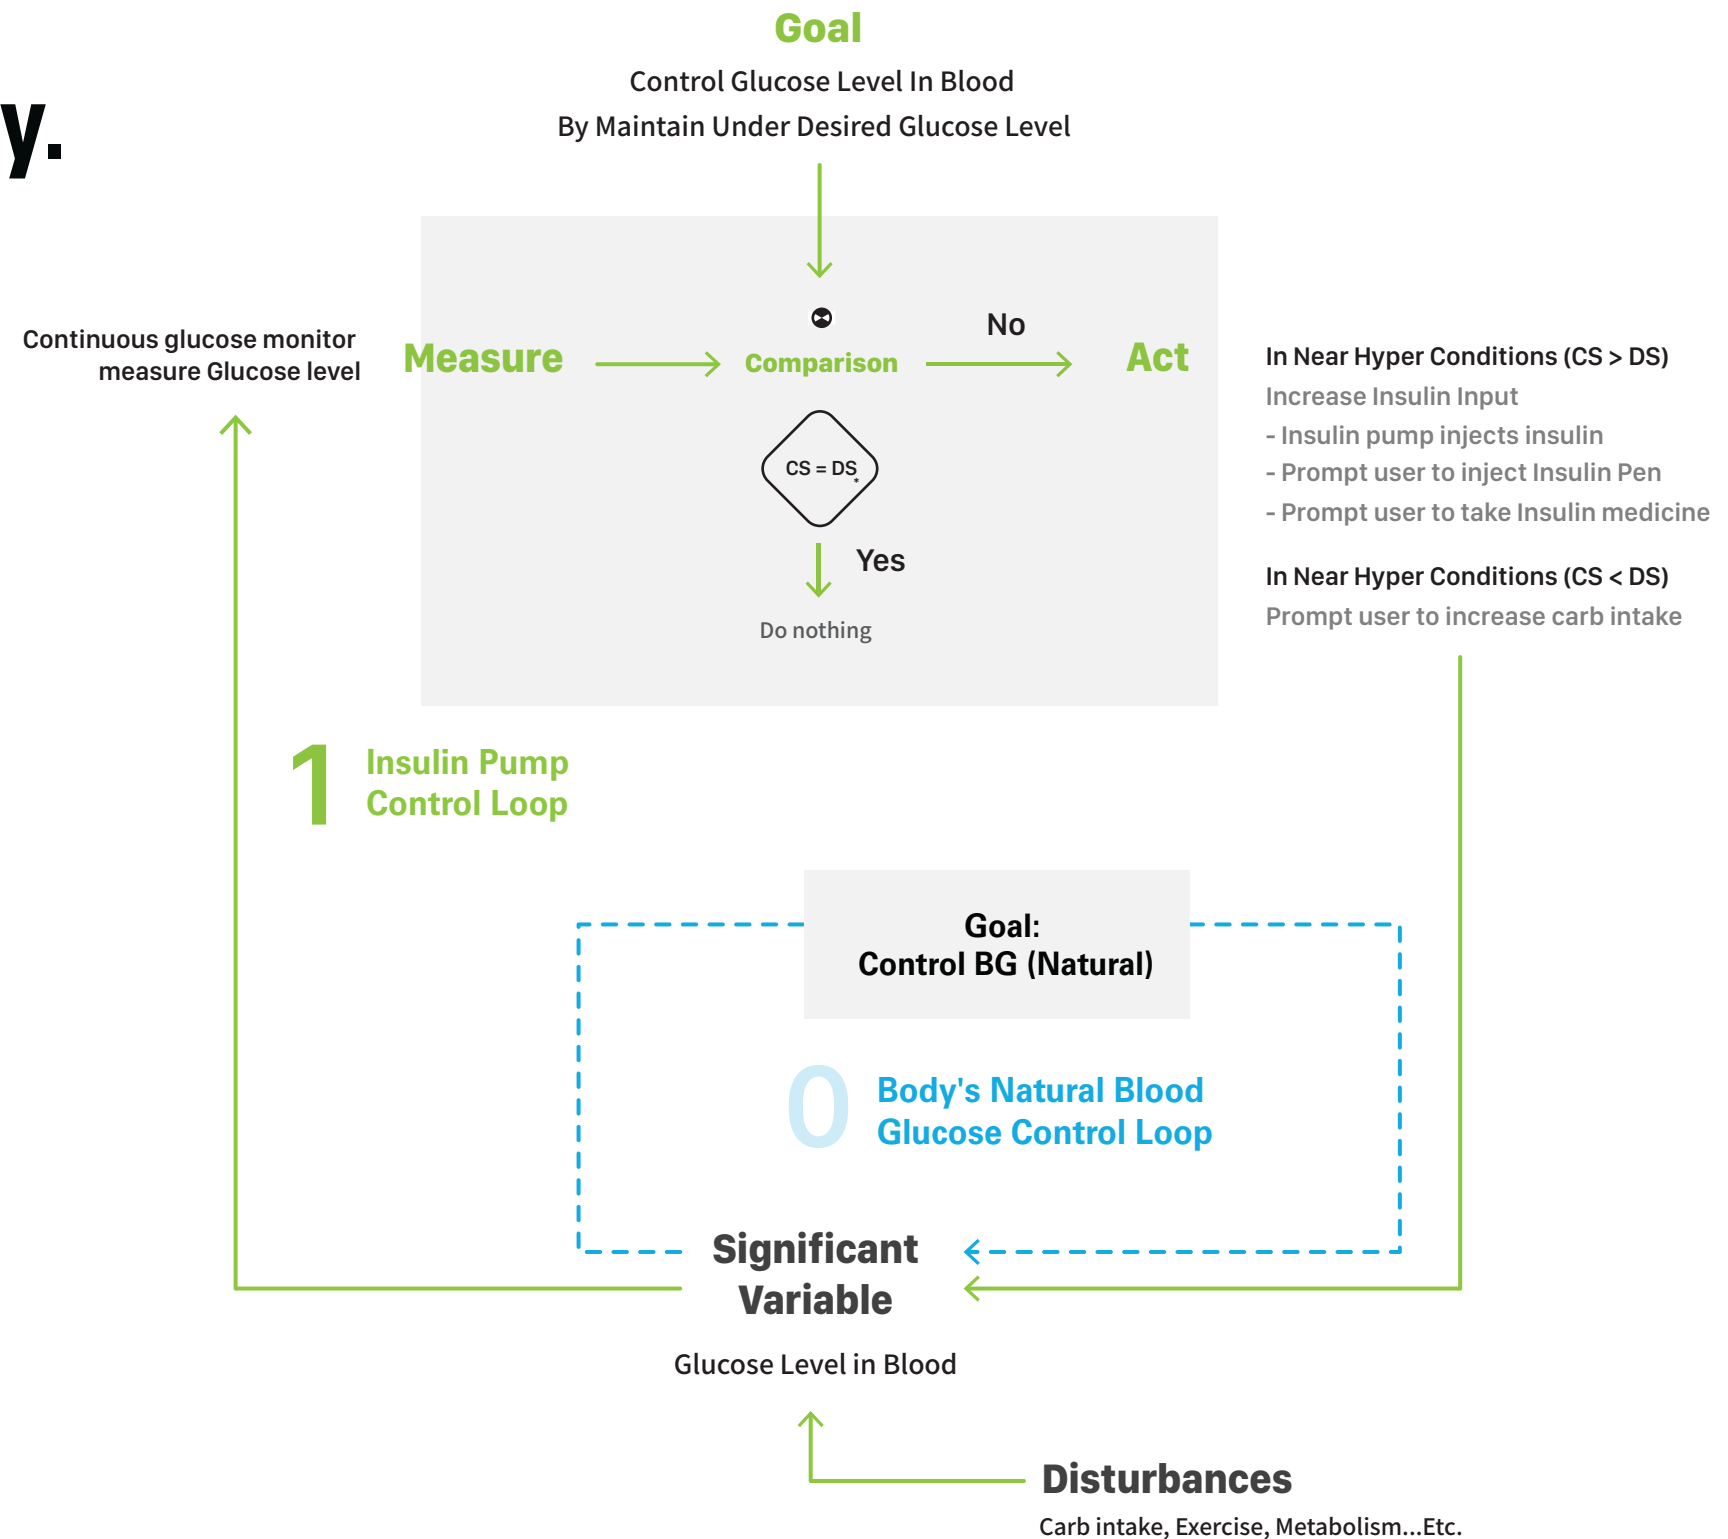 Goal
Control Glucose Level In Blood
By Maintain Under Desired Glucose Level
y.
Continuous glucose monitor
measure Glucose level
Measure
Comparison
No
Act
CS = DS*
Yes
Do nothing
In Near Hyper Conditions (CS > DS)
Increase Insulin Input
- Insulin pump injects insulin
- Prompt user to inject Insulin Pen
- Prompt user to take Insulin medicine
In Near Hyper Conditions (CS < DS)
Prompt user to increase carb intake
1
Insulin Pump
Control Loop
Goal:
Control BG (Natural)
0
Body's Natural Blood
Glucose Control Loop
Significant
Variable
Glucose Level in Blood
Disturbances
Carb intake, Exercise, Metabolism...Etc.